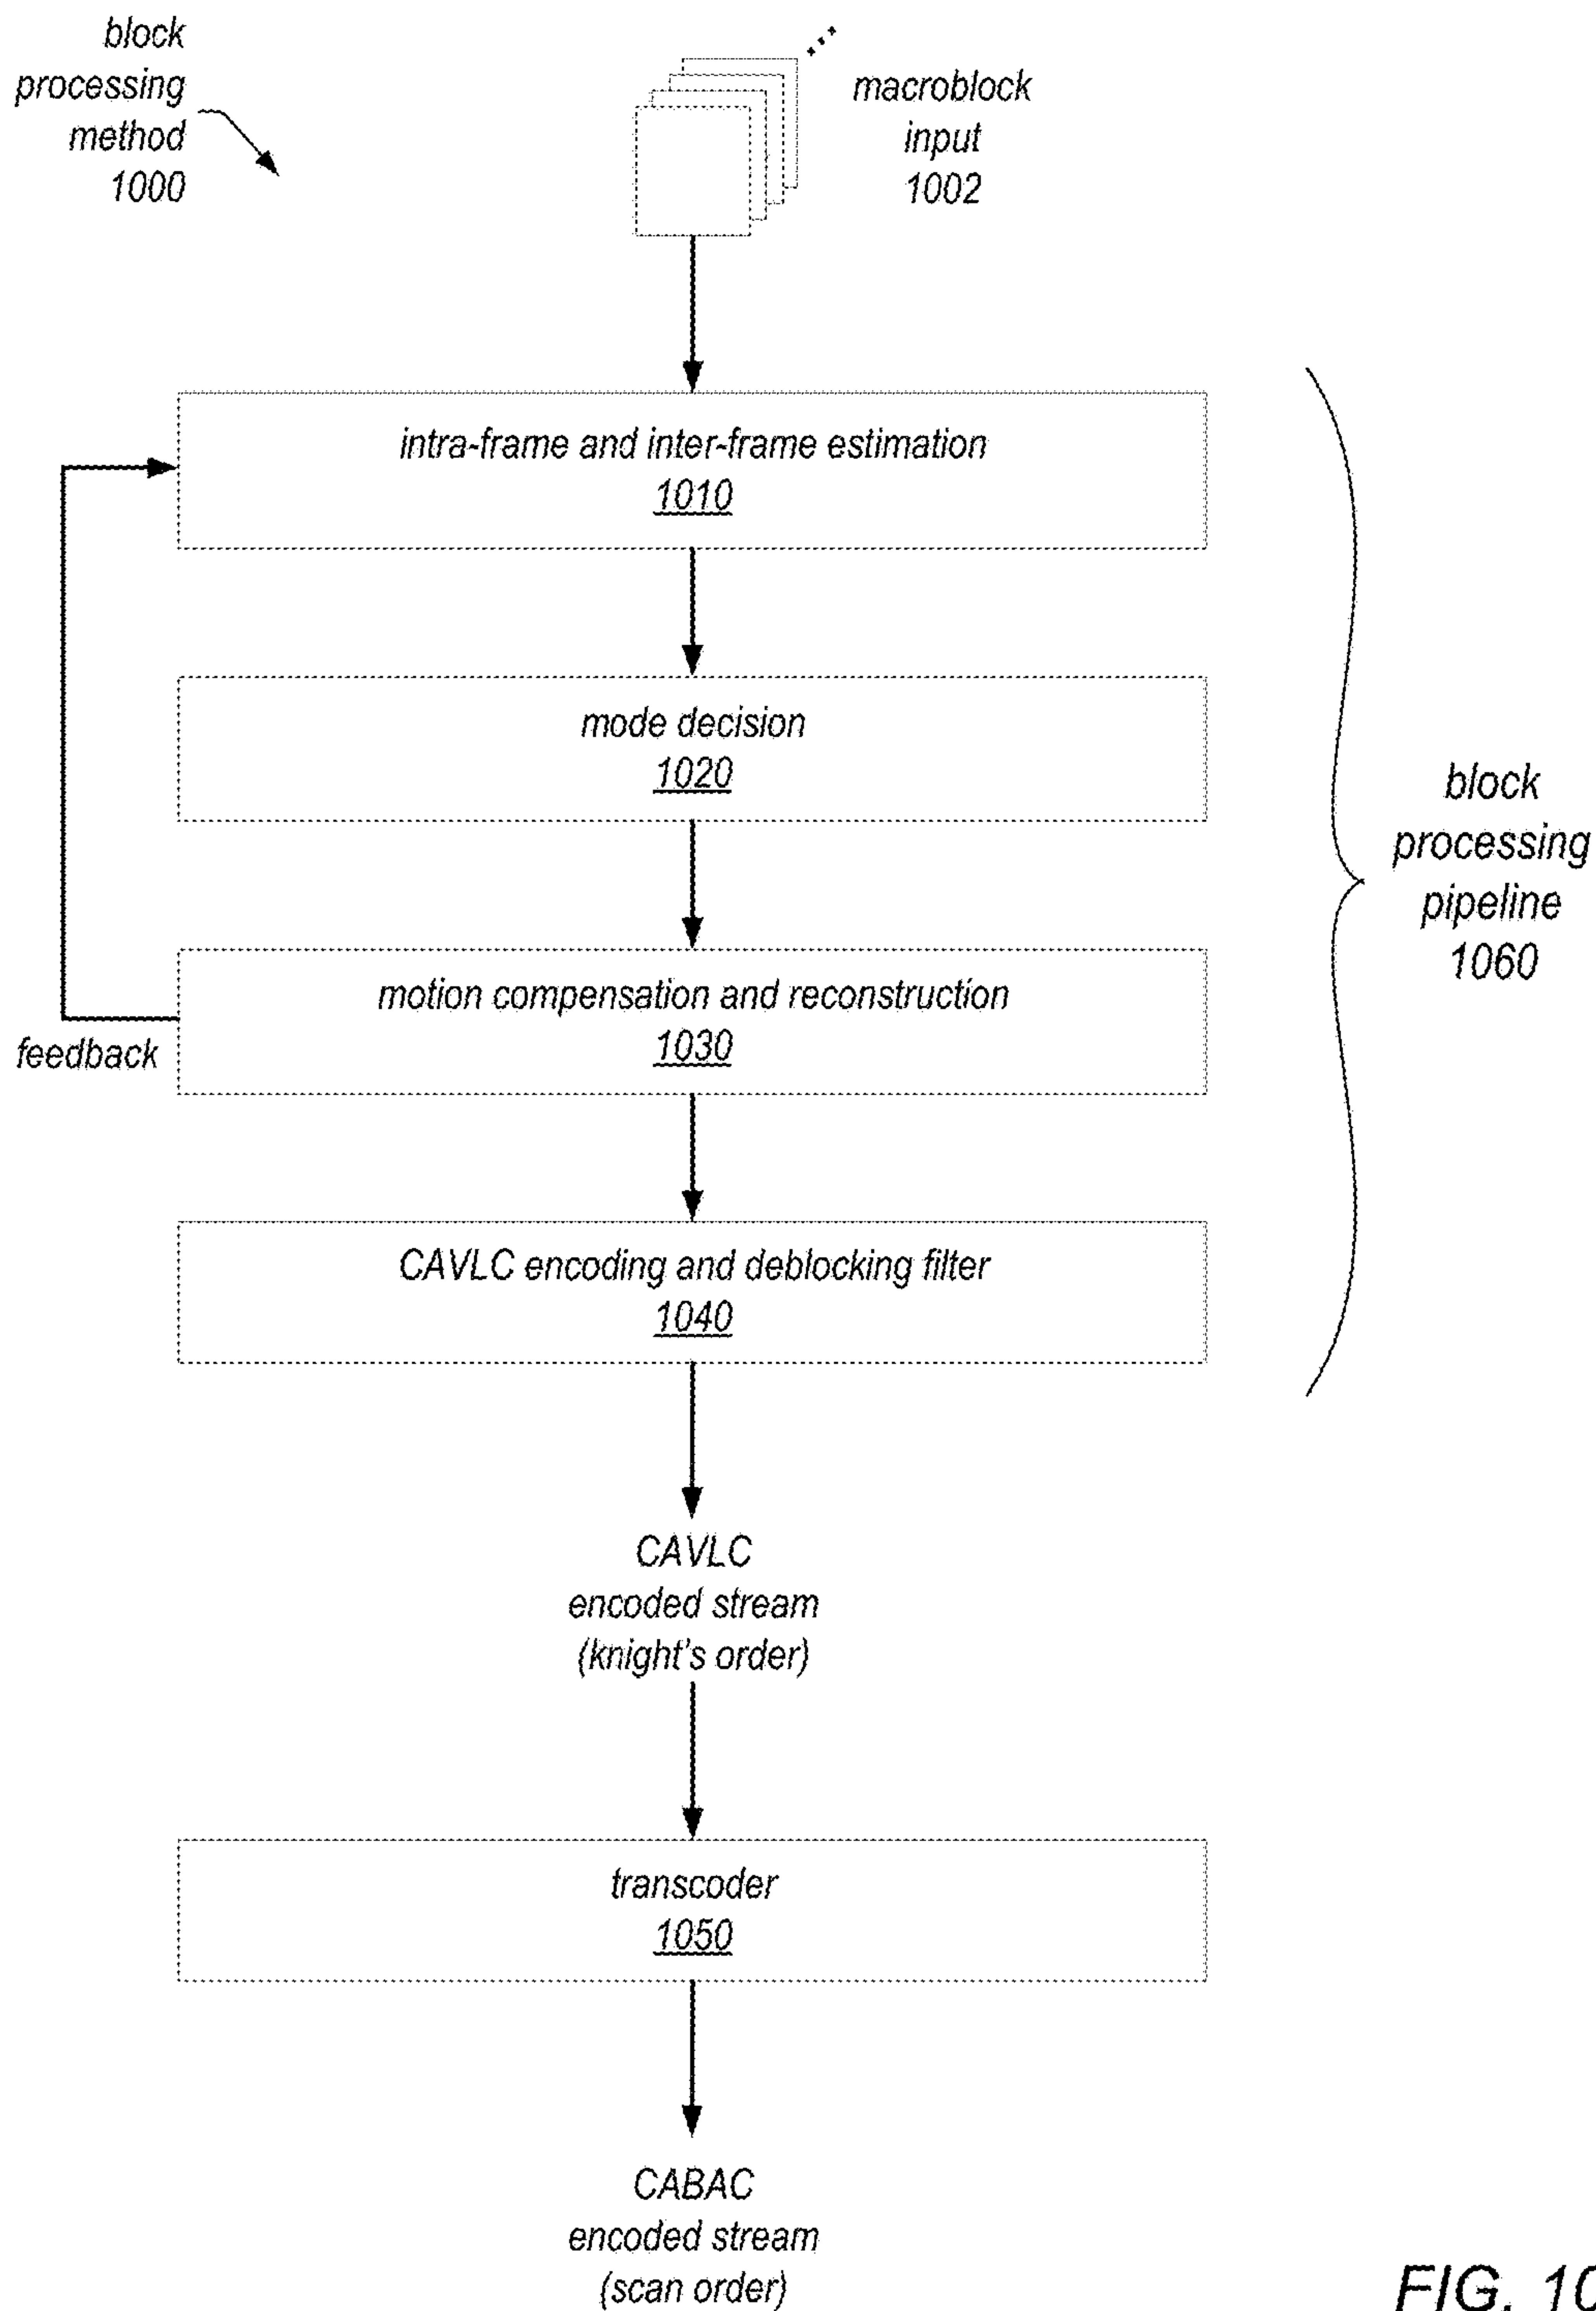 block
processing
method
1000
macroblock
input
1002
intra-frame and inter-frame estimation
1010
mode decision
1020
motion compensation and reconstruction
1030
feedback
CAVLC encoding and deblocking filter
1040
block
processing
pipeline
1060
CAVLC
encoded stream
(knight's order)
transcoder
1050
CABAC
encoded stream
(scan order)
FIG. 10